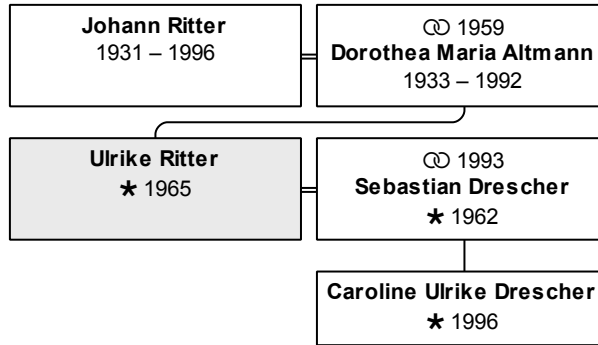 Johann Ritter
1931 – 1996
⚭ 1959
Dorothea Maria Altmann
1933 – 1992
Ulrike Ritter
★ 1965
⚭ 1993
Sebastian Drescher
★ 1962
Caroline Ulrike Drescher
★ 1996